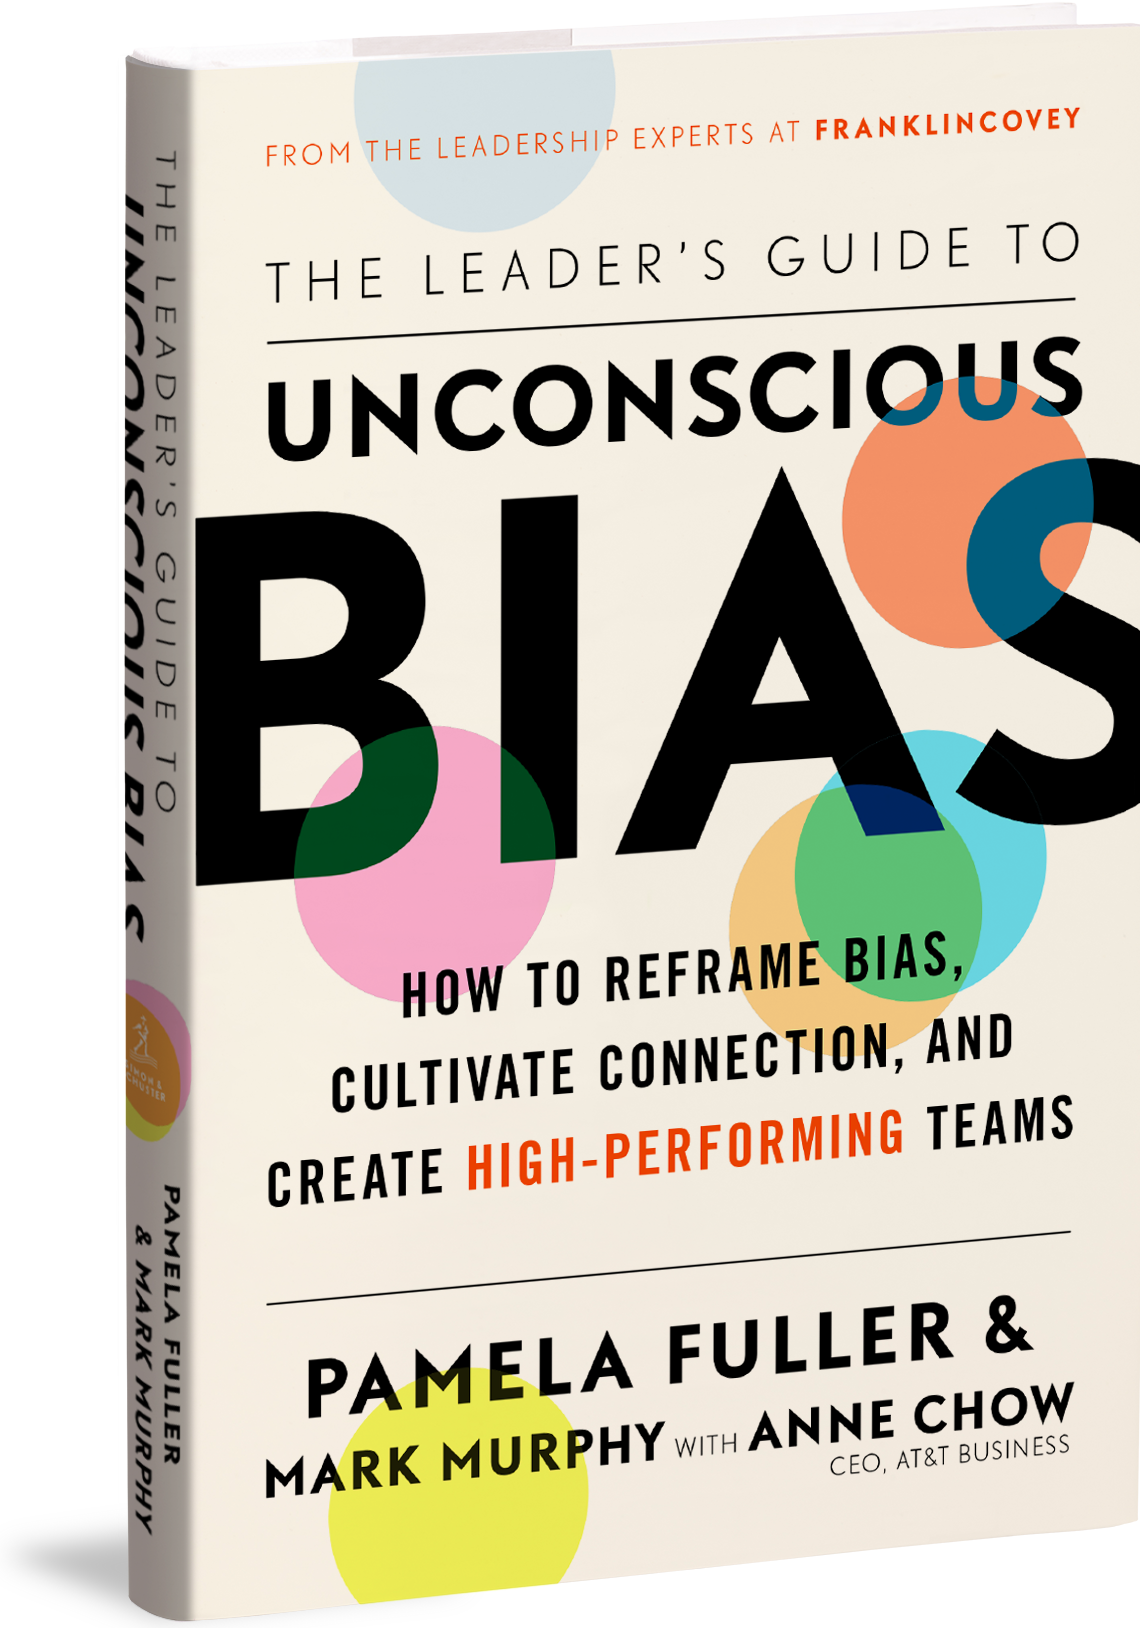 FROM THE LEADERSHIP EXPERTS AT FRANKLINCOVEY
THE LEADER'S GUIDE TO
UNCONSCIOUS
BIAS
HOW TO REFRAME BIAS,
CULTIVATE CONNECTION, AND
CREATE HIGH-PERFORMING TEAMS
PAMELA FULLER &
MARK MURPHY WITH ANNE CHOW
CEO, AT&T BUSINESS
THE LEADER'S GUIDE TO
UNCONSCIOUS BIAS
SIMON &
SCHUSTER
PAMELA FULLER
& MARK MURPHY